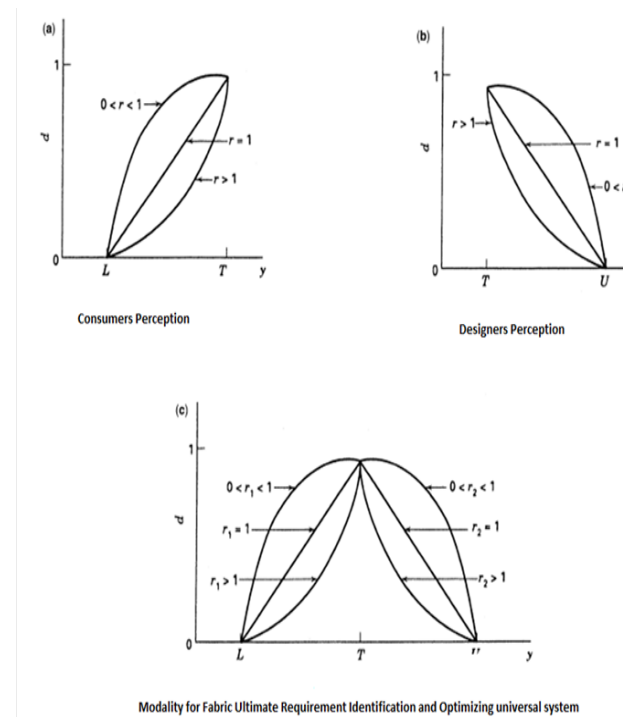 (a)
1
0<r<1
r=1
r>1
d
0
L
T
y
Consumers Perception
(b)
1
r>1
r=1
0<
d
0
T
U
Designers Perception
(c)
1
0<r₁<1
0<r₂<1
r₁=1
r₂=1
r₁>1
r₂>1
d
0
L
T
y
Modality for Fabric Ultimate Requirement Identification and Optimizing universal system